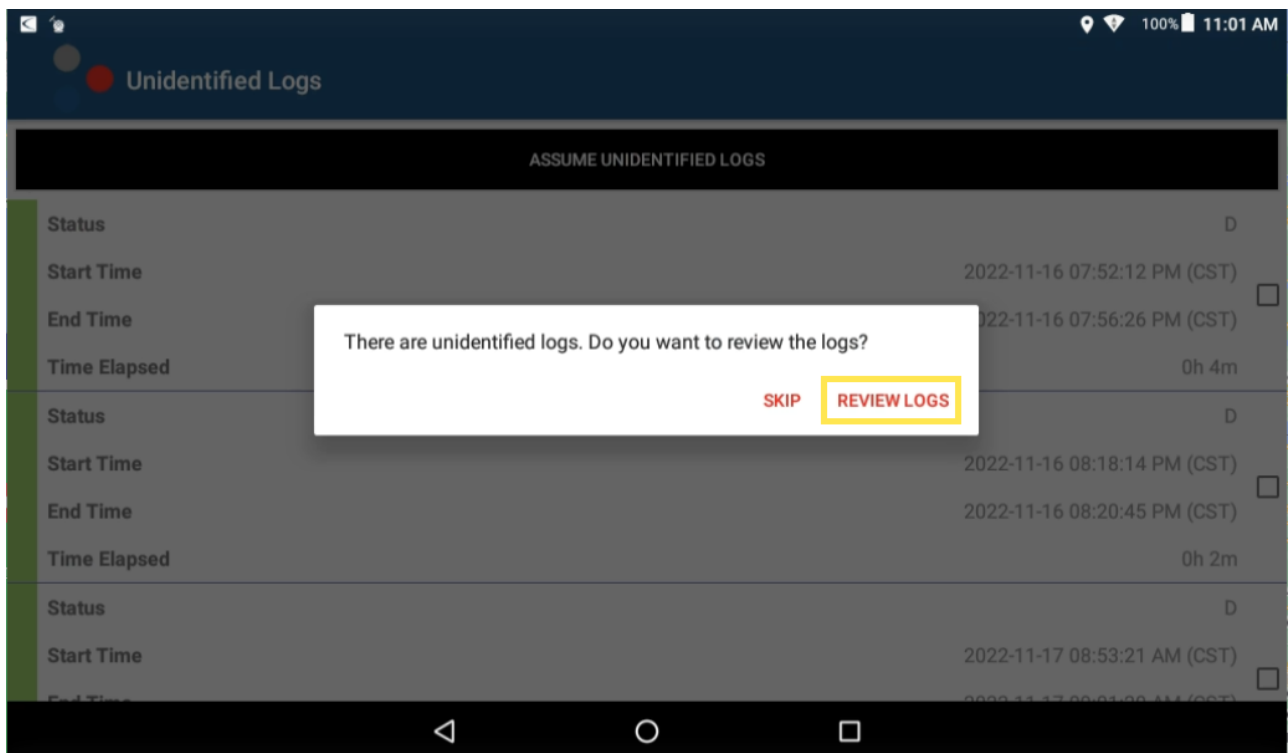 100% 11:01 AM
Unidentified Logs
ASSUME UNIDENTIFIED LOGS
Status D
Start Time 2022-11-16 07:52:12 PM (CST)
End Time 2022-11-16 07:56:26 PM (CST)
Time Elapsed 0h 4m
There are unidentified logs. Do you want to review the logs?
SKIP REVIEW LOGS
Status D
Start Time 2022-11-16 08:18:14 PM (CST)
End Time 2022-11-16 08:20:45 PM (CST)
Time Elapsed 0h 2m
Status D
Start Time 2022-11-17 08:53:21 AM (CST)
End Time